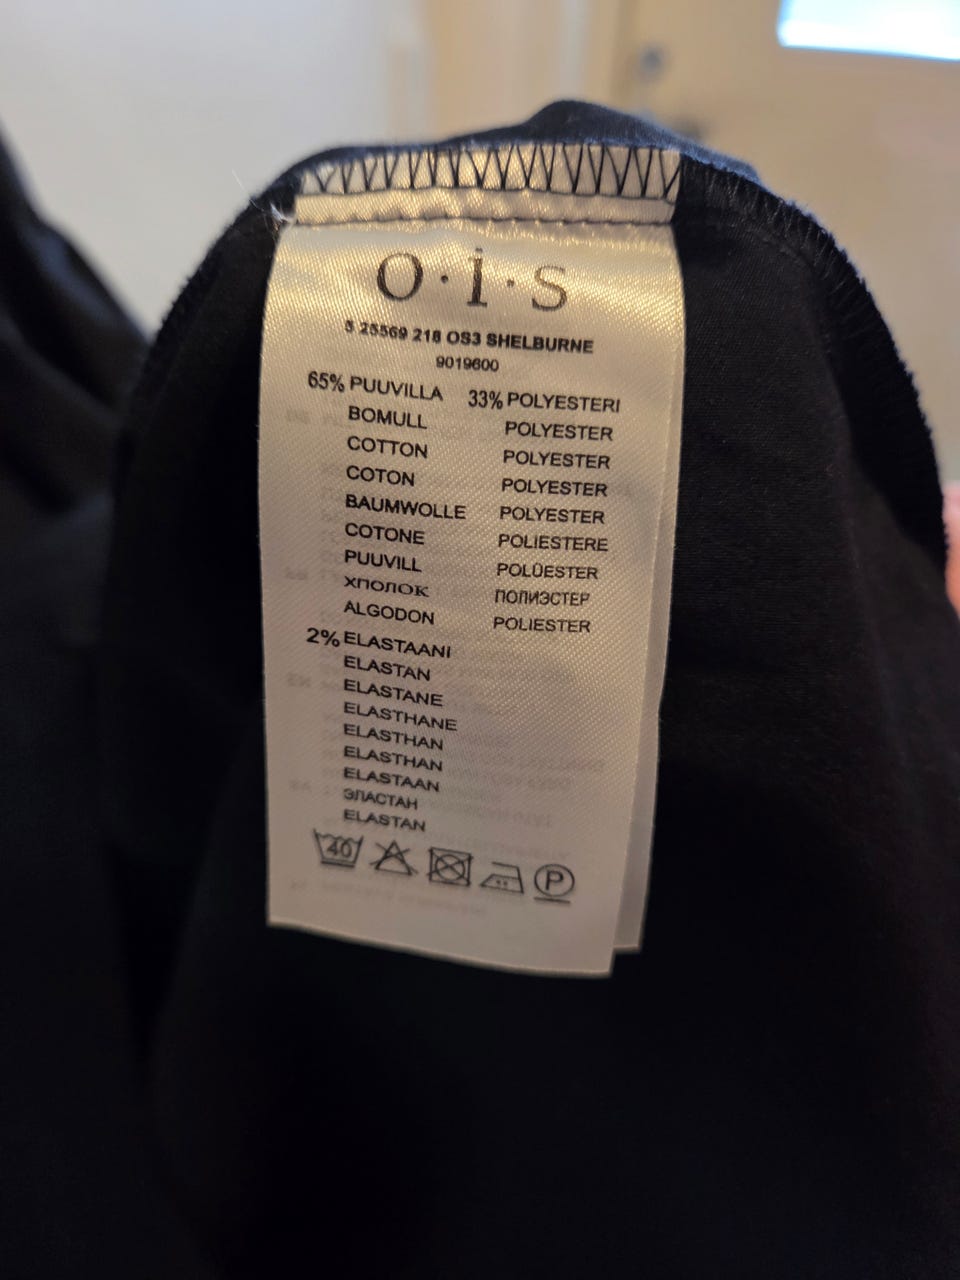 o·i·s
5 25569 218 OS3 SHELBURNE
9019600
65% PUUVILLA 33% POLYESTERI
BOMULL POLYESTER
COTTON POLYESTER
COTON POLYESTER
BAUMWOLLE POLYESTER
COTONE POLIESTERE
PUUVILL POLÜESTER
хполок ПОЛИЭСТЕР
ALGODON POLIESTER
2% ELASTAANI
ELASTAN
ELASTANE
ELASTHANE
ELASTHAN
ELASTHAN
ELASTAAN
ЭЛАСТАН
ELASTAN
40 P